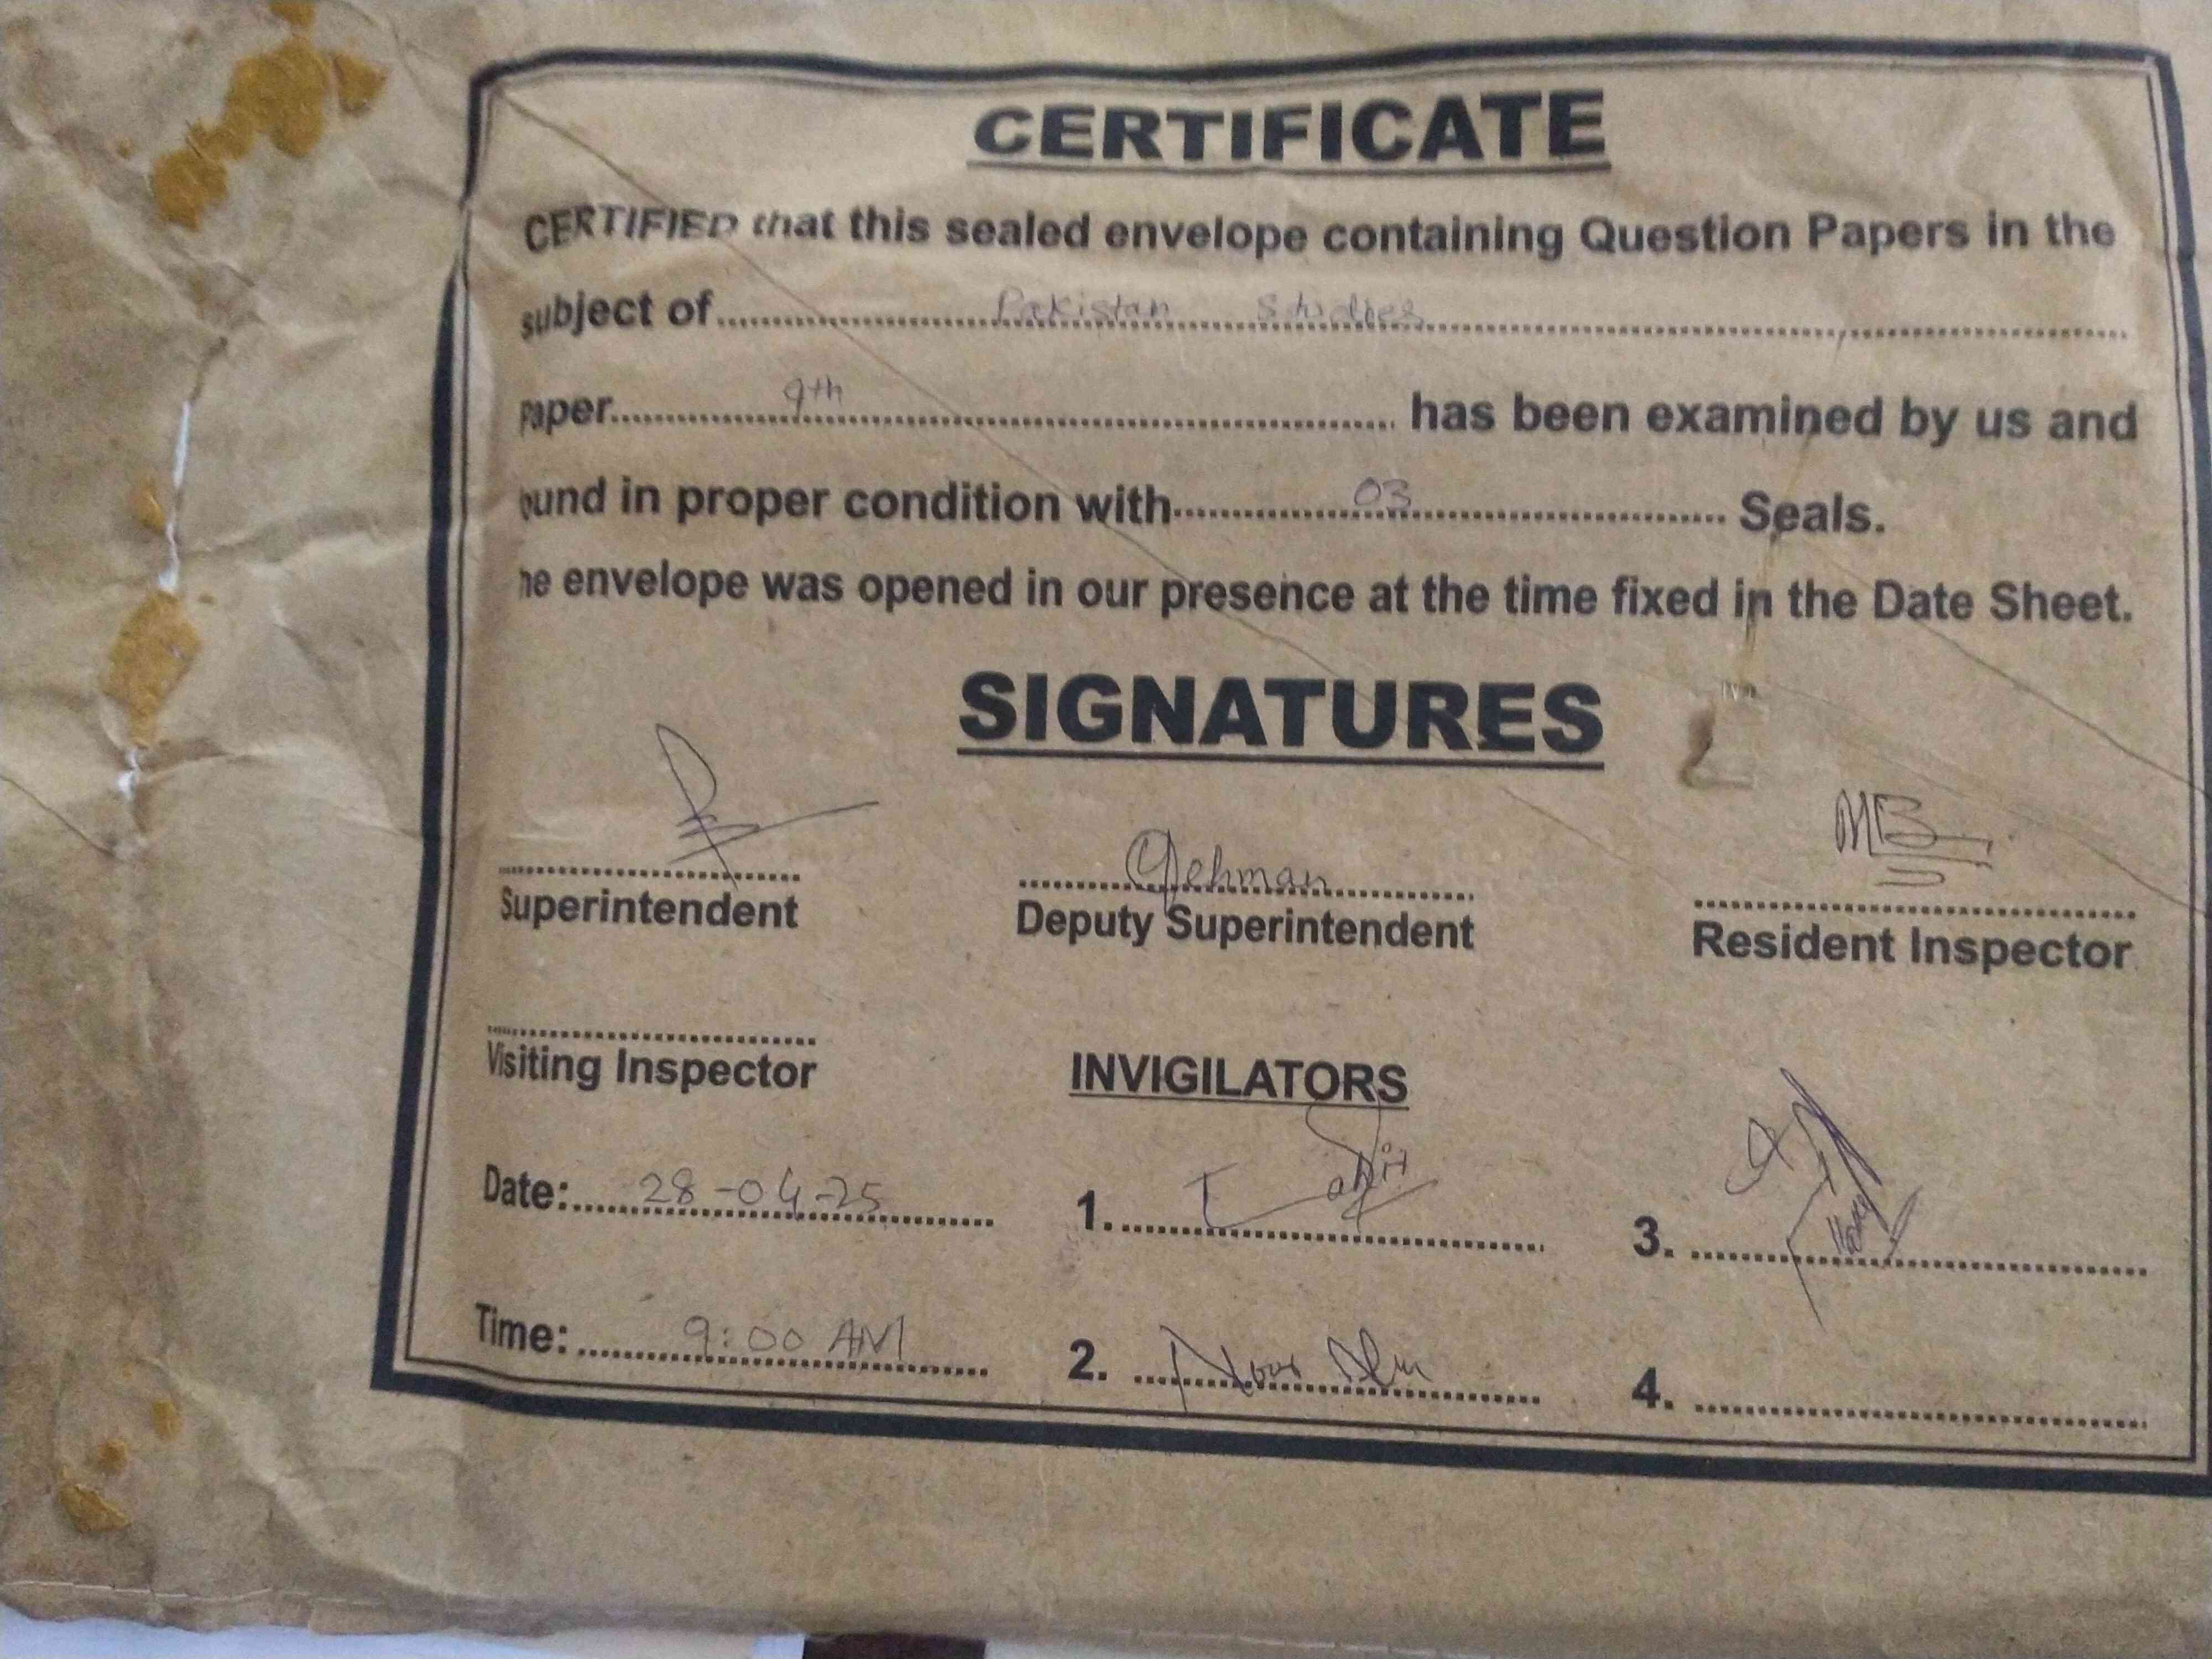 CERTIFICATE
CERTIFIED that this sealed envelope containing Question Papers in the
subject of Pakistan Studies
paper 9th has been examined by us and
ound in proper condition with 03 Seals.
he envelope was opened in our presence at the time fixed in the Date Sheet.
SIGNATURES
MB
Superintendent Deputy Superintendent Resident Inspector
Visiting Inspector INVIGILATORS
Date: 28-04-25 1. 3.
Time: 9:00 AM 2. 4.